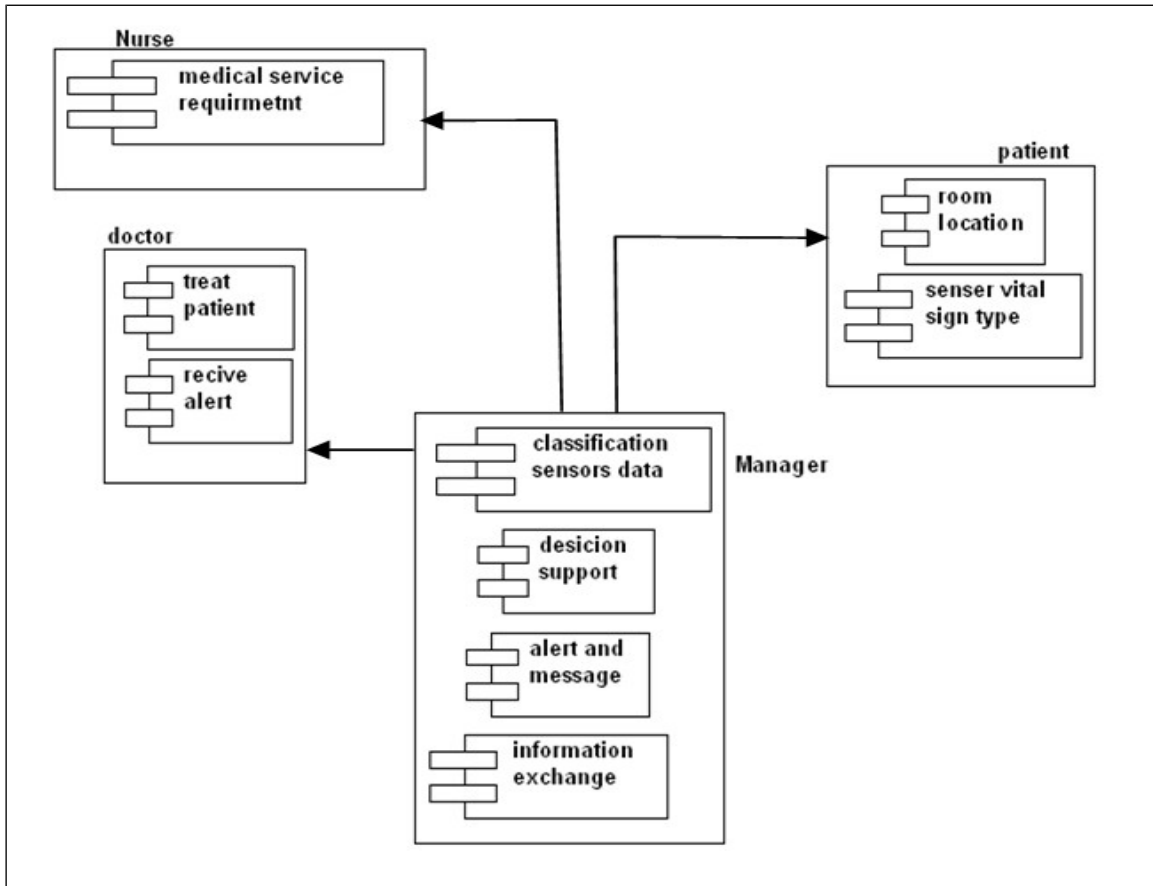 Nurse
medical service
requirmetnt
patient
room
location
senser vital
sign type
doctor
treat
patient
recive
alert
Manager
classification
sensors data
desicion
support
alert and
message
information
exchange